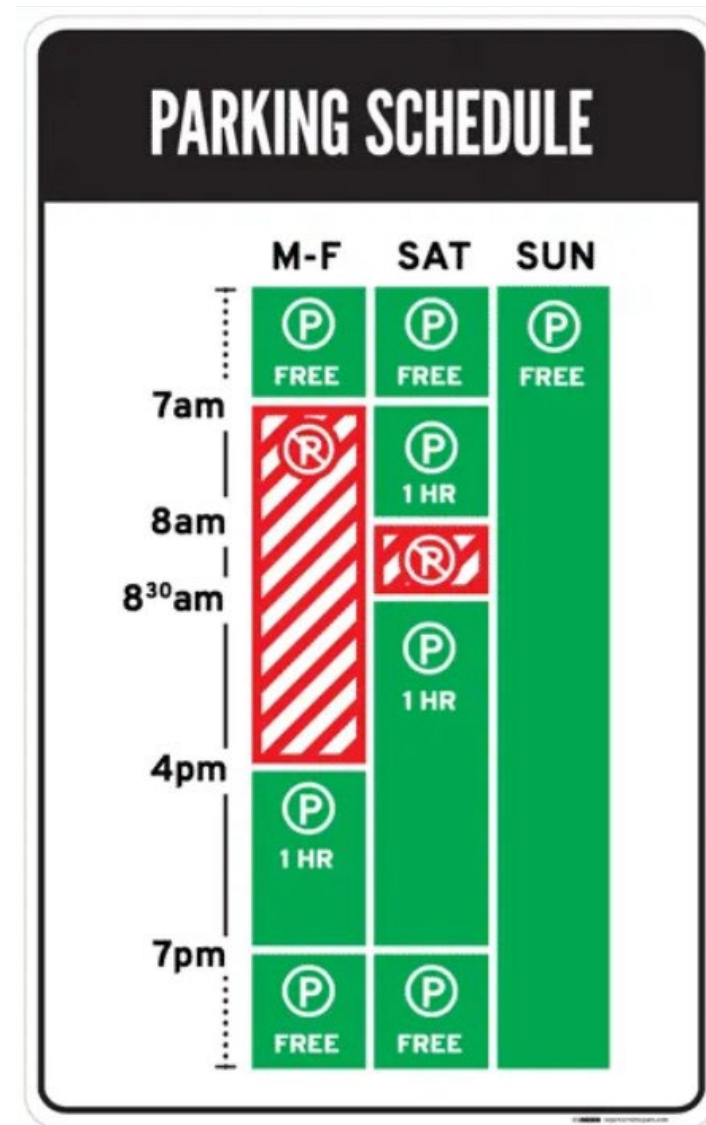 PARKING SCHEDULE
M-F SAT SUN
P P P
FREE FREE FREE
7am
P P
1 HR
8am
P
8³⁰am
P
1 HR
4pm
P
1 HR
7pm
P P
FREE FREE